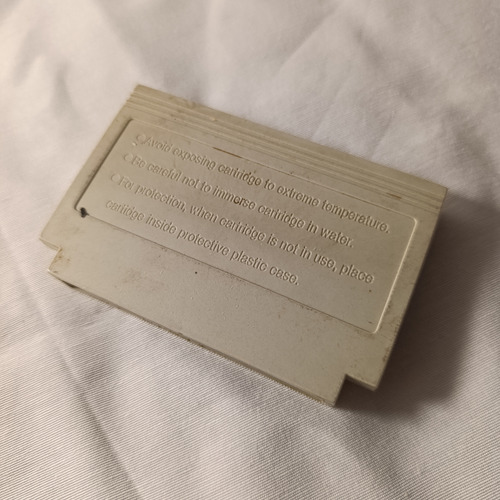 ○Avoid exposing cartridge to extreme temperature.
○Be careful not to immerse cartridge in water.
○For protection, when cartridge is not in use, place
cartidge inside protective plastic case.